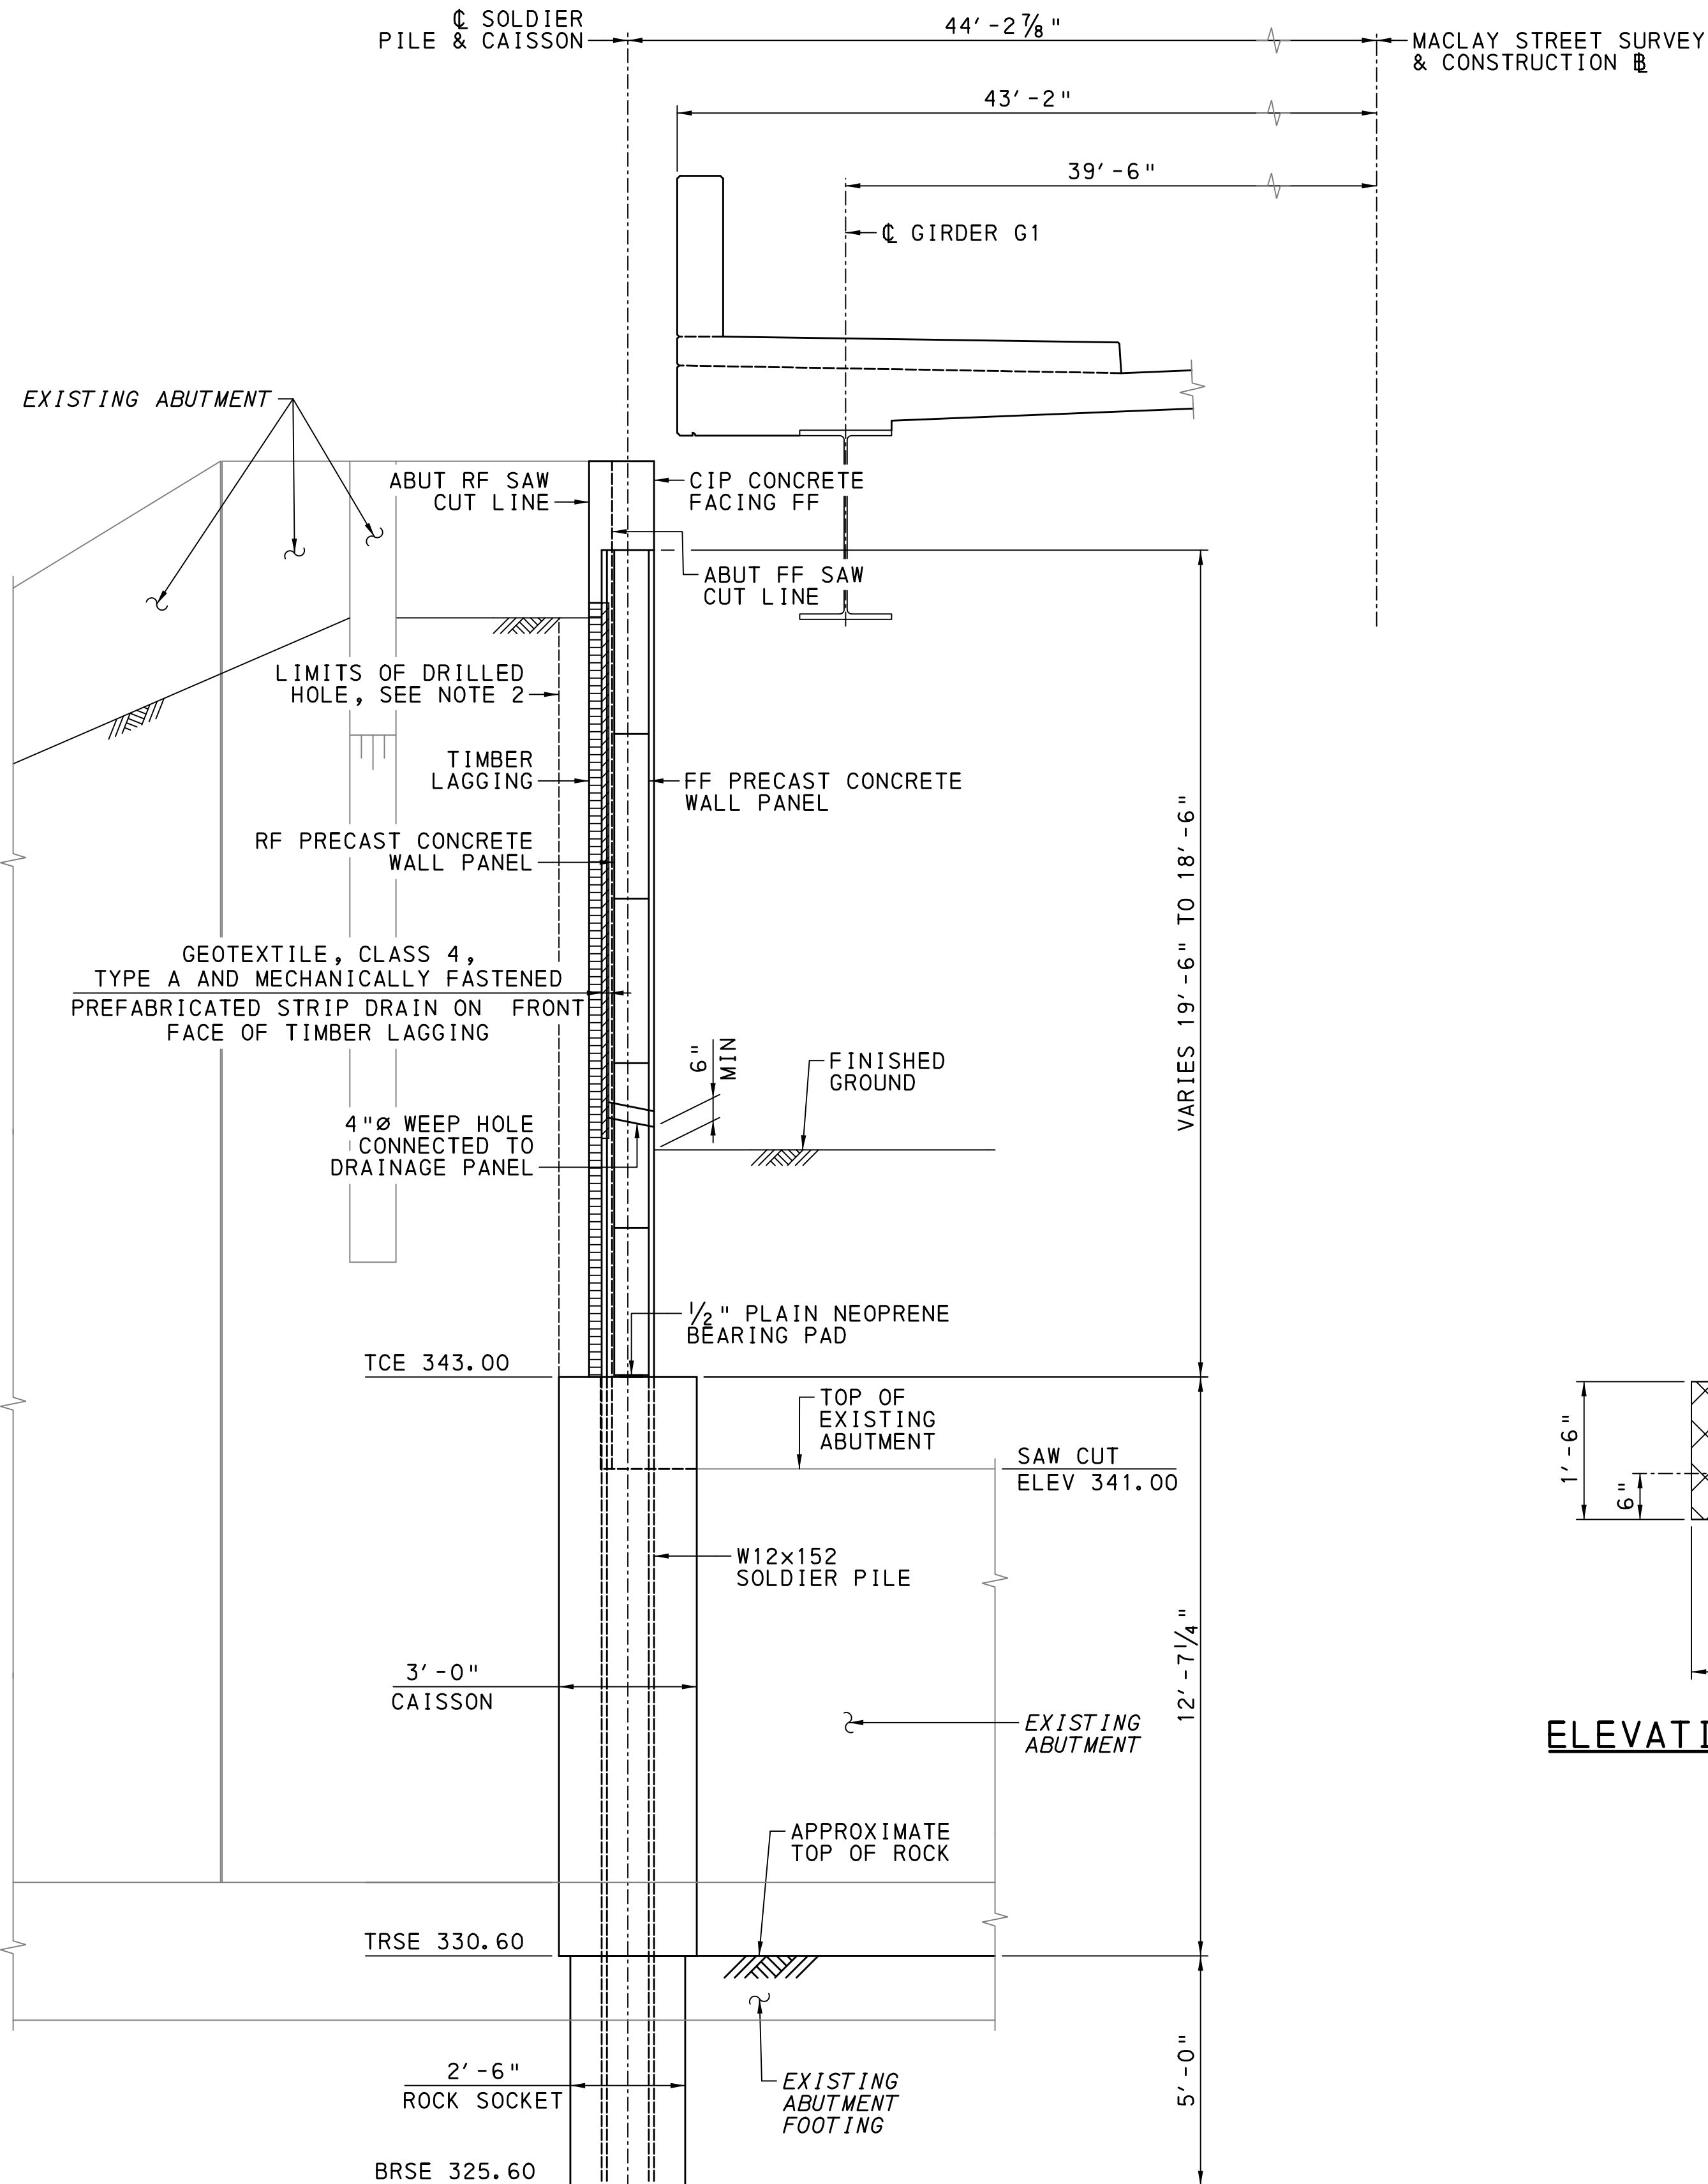 ℄ SOLDIER
PILE & CAISSON
44'-2 7/8"
MACLAY STREET SURVEY
& CONSTRUCTION ⅊
43'-2"
39'-6"
℄ GIRDER G1
EXISTING ABUTMENT
ABUT RF SAW
CUT LINE
CIP CONCRETE
FACING FF
ABUT FF SAW
CUT LINE
LIMITS OF DRILLED
HOLE, SEE NOTE 2
TIMBER
LAGGING
FF PRECAST CONCRETE
WALL PANEL
VARIES 19'-6" TO 18'-6"
RF PRECAST CONCRETE
WALL PANEL
GEOTEXTILE, CLASS 4,
TYPE A AND MECHANICALLY FASTENED
PREFABRICATED STRIP DRAIN ON FRONT
FACE OF TIMBER LAGGING
6"
MIN
FINISHED
GROUND
4"⌀ WEEP HOLE
CONNECTED TO
DRAINAGE PANEL
1/2" PLAIN NEOPRENE
BEARING PAD
TCE 343.00
TOP OF
EXISTING
ABUTMENT
SAW CUT
ELEV 341.00
1'-6"
6"
W12x152
SOLDIER PILE
12'-7 1/4"
3'-0"
CAISSON
EXISTING
ABUTMENT
ELEVATI
APPROXIMATE
TOP OF ROCK
TRSE 330.60
5'-0"
2'-6"
ROCK SOCKET
EXISTING
ABUTMENT
FOOTING
BRSE 325.60